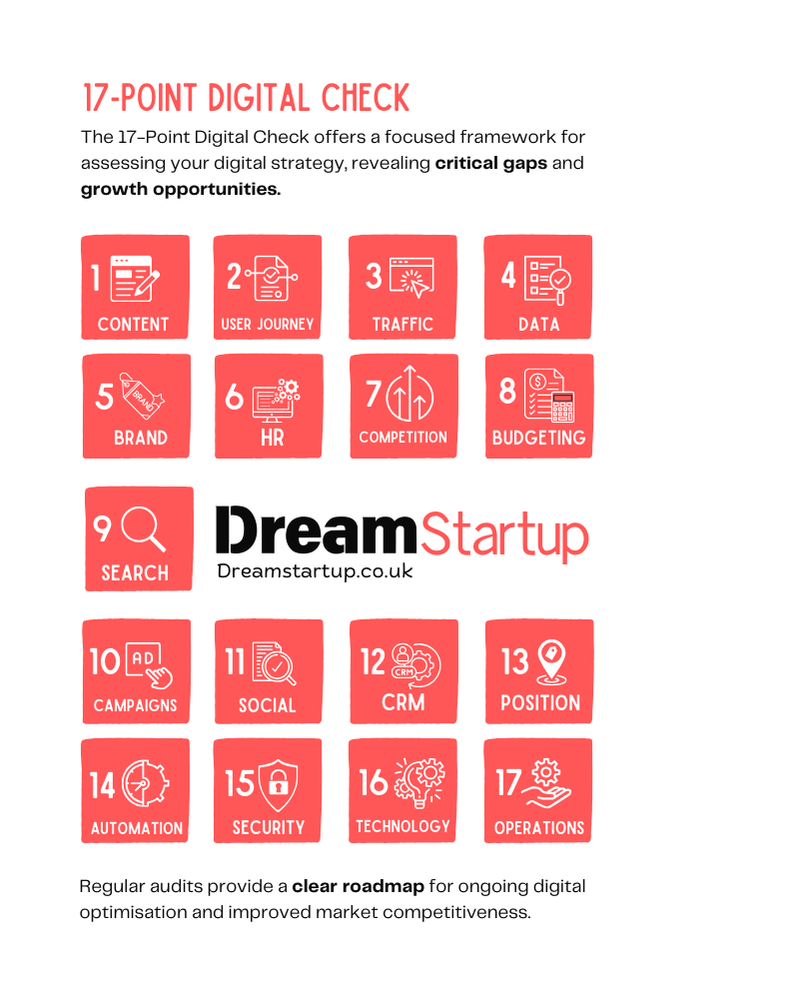 17-POINT DIGITAL CHECK
The 17-Point Digital Check offers a focused framework for
assessing your digital strategy, revealing critical gaps and
growth opportunities.
1
CONTENT
2
USER JOURNEY
3
TRAFFIC
4
DATA
5
BRAND
BRAND
6
HR
7
COMPETITION
8
$
BUDGETING
9
SEARCH
DreamStartup
Dreamstartup.co.uk
10
AD
CAMPAIGNS
11
SOCIAL
12
CRM
CRM
13
POSITION
14
AUTOMATION
15
SECURITY
16
TECHNOLOGY
17
OPERATIONS
Regular audits provide a clear roadmap for ongoing digital
optimisation and improved market competitiveness.